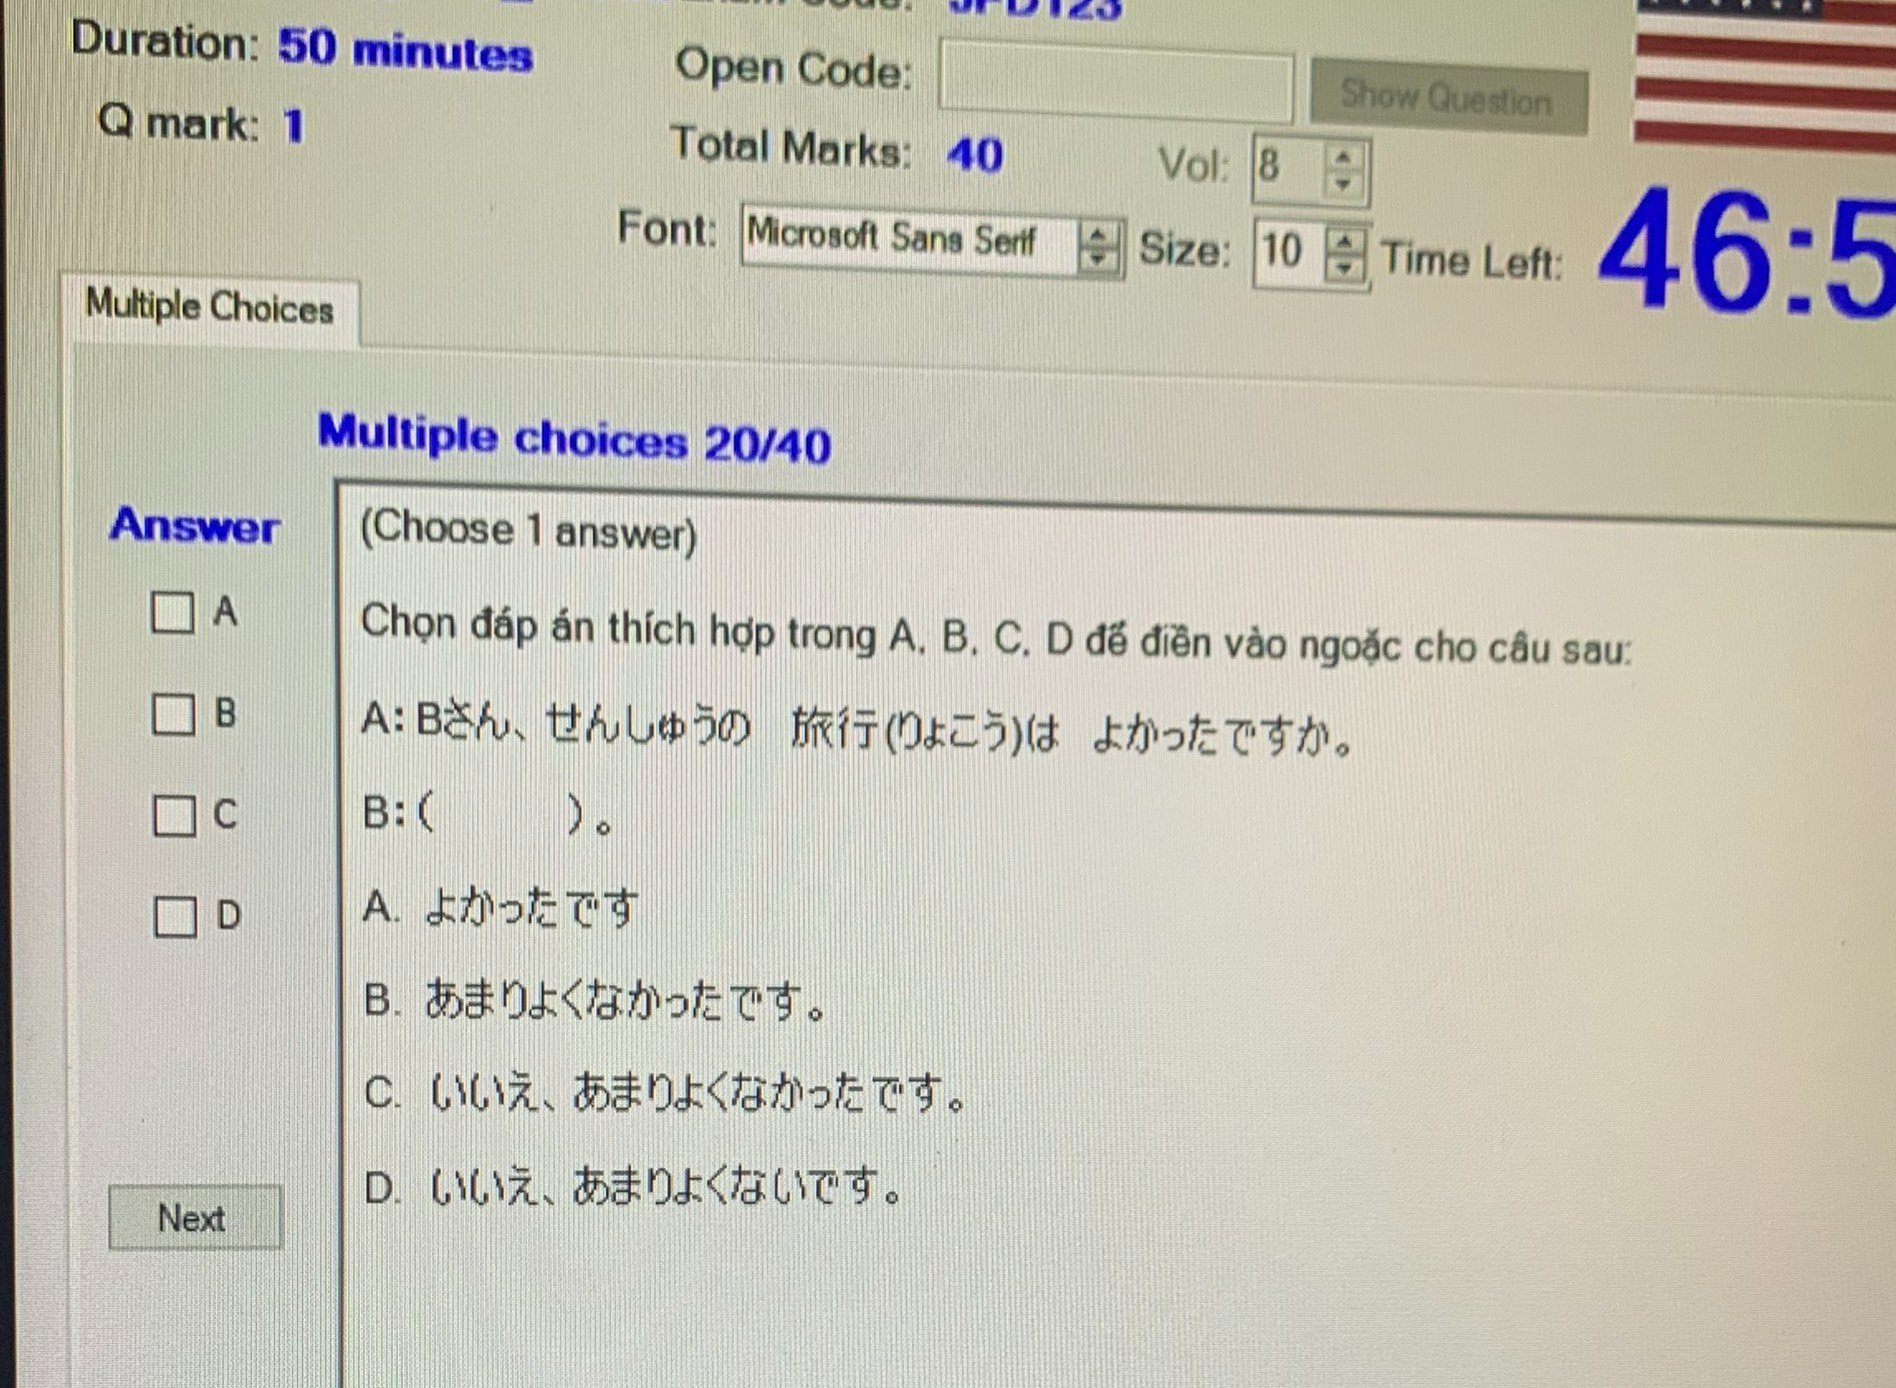 Duration: 50 minutes
Q mark: 1
Code: JPD123
Open Code:
Show Question
Total Marks: 40
Vol: 8
Font: Microsoft Sans Serif
Size: 10
Time Left: 46:5
Multiple Choices
Multiple choices 20/40
Answer
A
B
C
D
Next
(Choose 1 answer)
Chọn đáp án thích hợp trong A, B, C, D để điền vào ngoặc cho câu sau:
A: Bさん、せんしゅうの 旅行(りょこう)は よかったですか。
B: ( )。
A. よかったです
B. あまりよくなかったです。
C. いいえ、あまりよくなかったです。
D. いいえ、あまりよくないです。